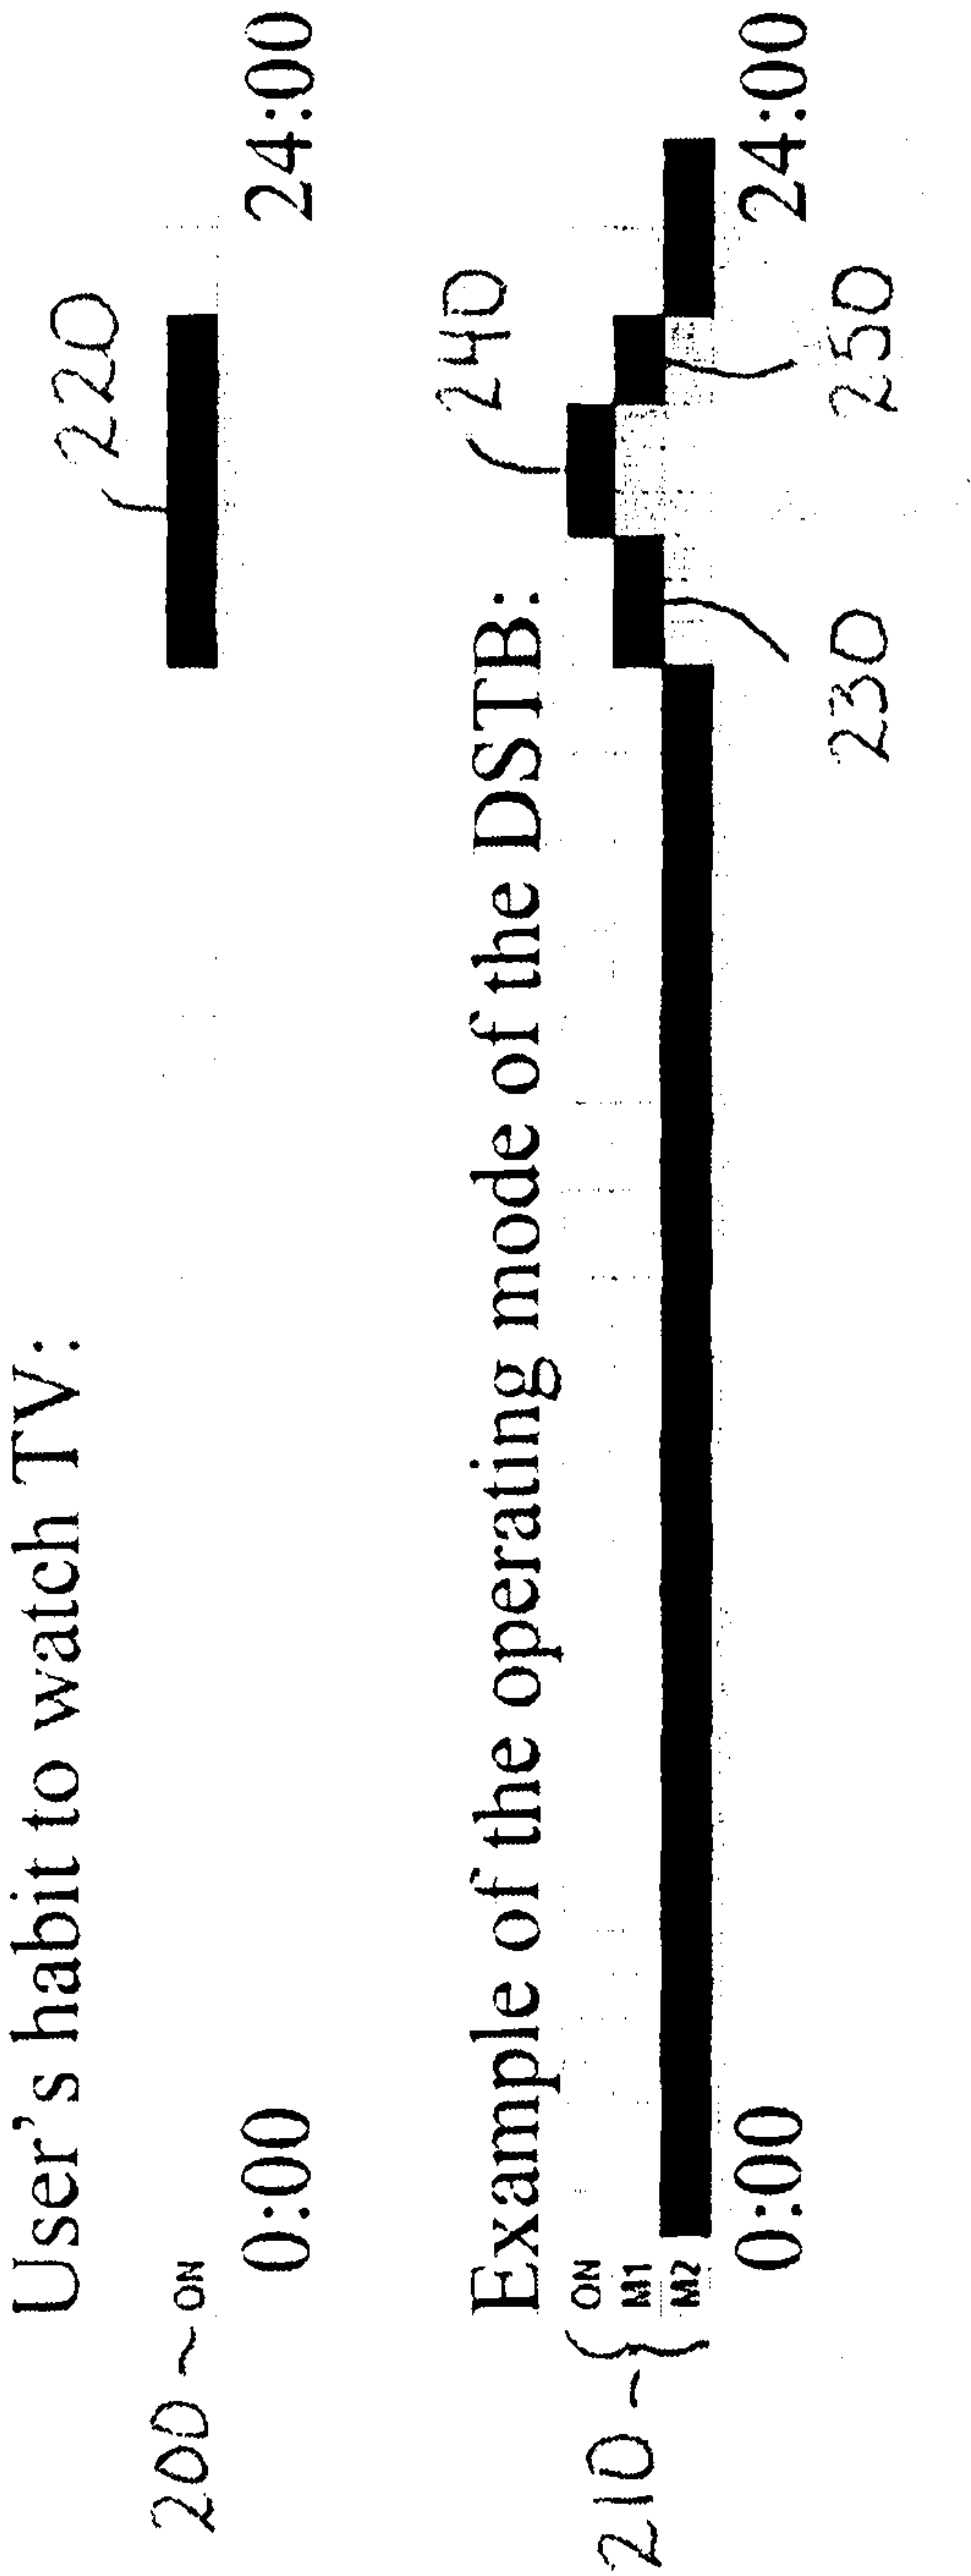 User's habit to watch TV:
220
200 ~ ON
0:00
24:00
Example of the operating mode of the DSTB:
240
210 ~
ON
M1
M2
0:00
24:00
230
250